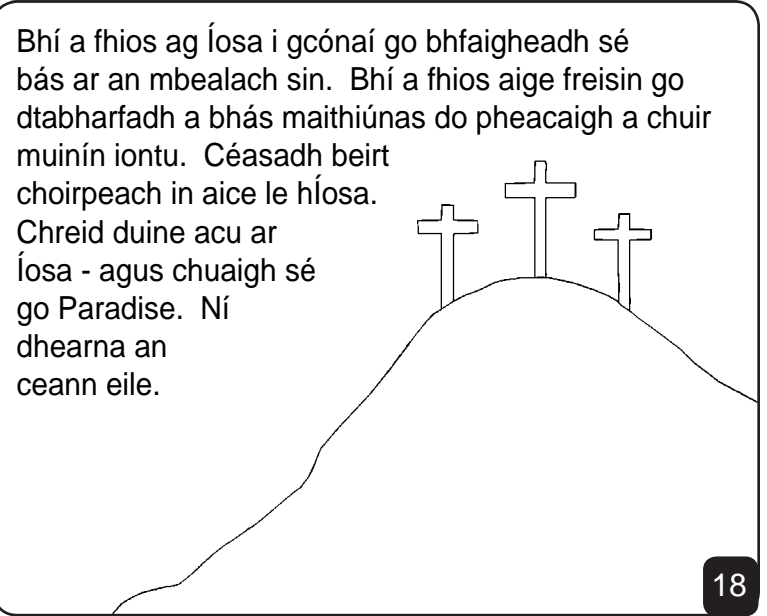 Bhí a fhios ag Íosa i gcónaí go bhfaigheadh sé
bás ar an mbealach sin.  Bhí a fhios aige freisin go
dtabharfadh a bhás maithiúnas do pheacaigh a chuir
muinín iontu.  Céasadh beirt
choirpeach in aice le hÍosa.
Chreid duine acu ar
Íosa - agus chuaigh sé
go Paradise.  Ní
dhearna an
ceann eile.
18